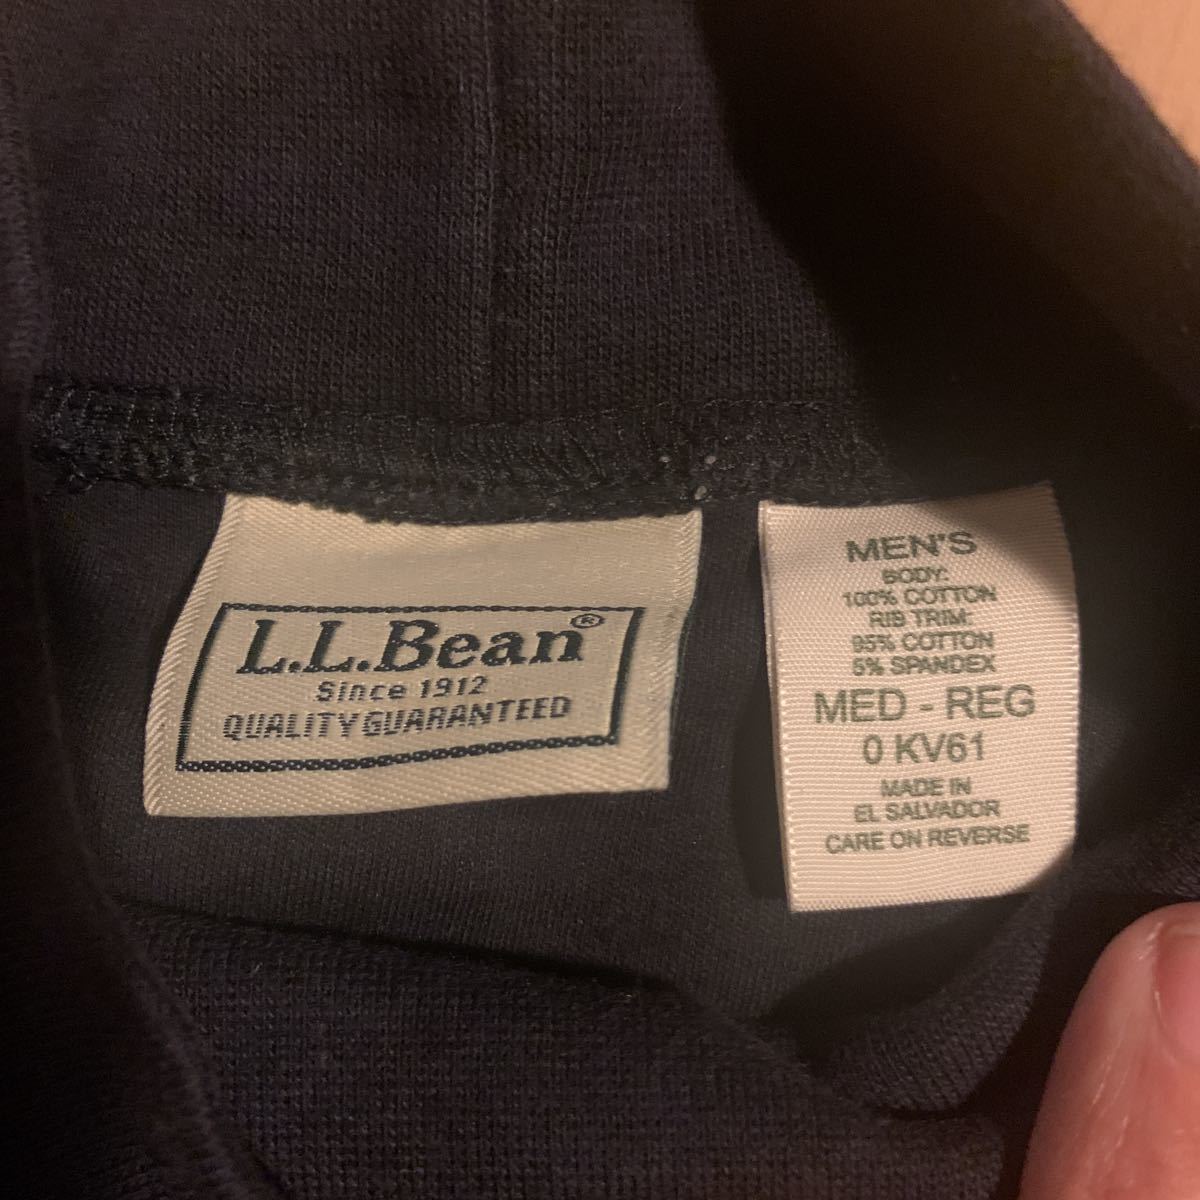 L.L.Bean®
Since 1912
QUALITY GUARANTEED
MEN'S
BODY:
100% COTTON
RIB TRIM:
95% COTTON
5% SPANDEX
MED - REG
0 KV61
MADE IN
EL SALVADOR
CARE ON REVERSE